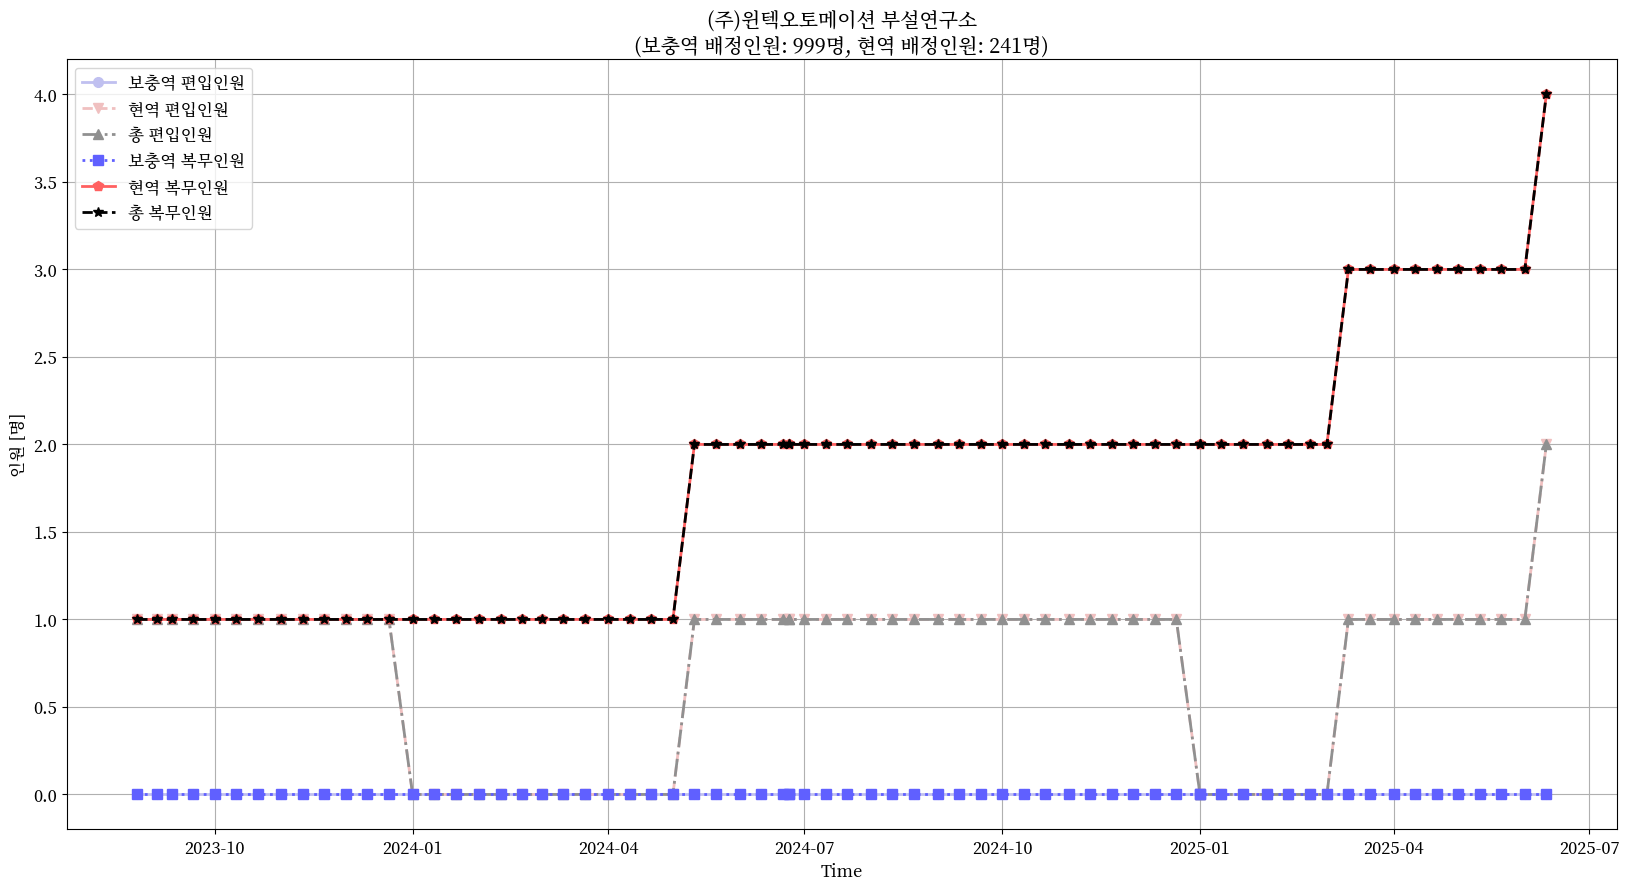 (주)윈텍오토메이션 부설연구소
(보충역 배정인원: 999명, 현역 배정인원: 241명)
보충역 편입인원
현역 편입인원
총 편입인원
보충역 복무인원
현역 복무인원
총 복무인원
인원 [명]
4.0
3.5
3.0
2.5
2.0
1.5
1.0
0.5
0.0
2023-10
2024-01
2024-04
2024-07
2024-10
2025-01
2025-04
2025-07
Time